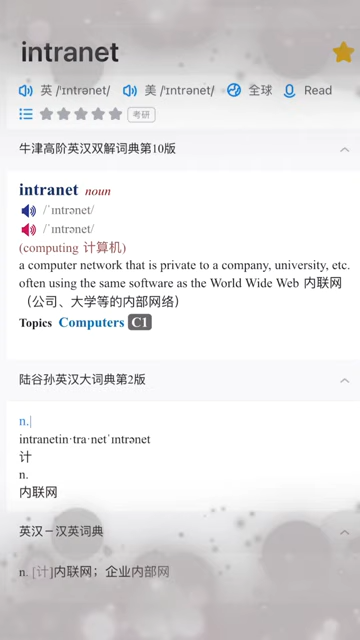 intranet
英 /ˈɪntrənet/ 美 /ˈɪntrənet/ 全球 Read
考研
牛津高阶英汉双解词典第10版
intranet noun
/ˈɪntrənet/
/ˈɪntrənet/
(computing 计算机)
a computer network that is private to a company, university, etc.
often using the same software as the World Wide Web 内联网
（公司、大学等的内部网络）
Topics Computers C1
陆谷孙英汉大词典第2版
n.|
intranetin·tra·netˈɪntrənet
计
n.
内联网
英汉－汉英词典
n. [计]内联网；企业内部网